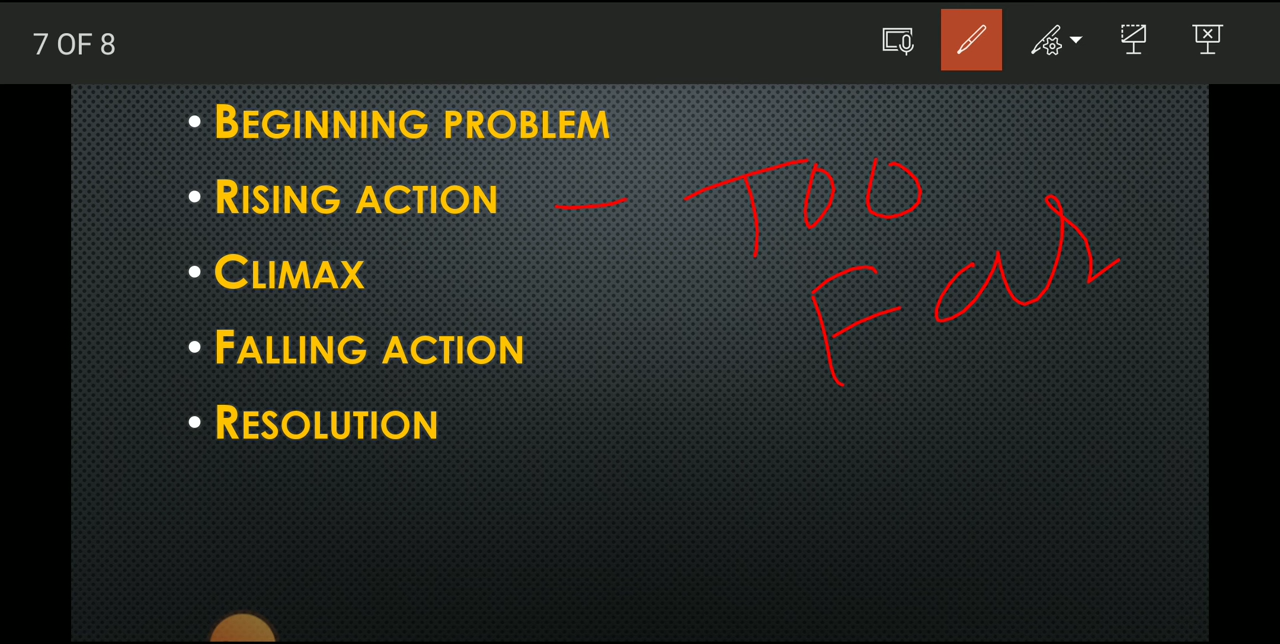 7 OF 8
• BEGINNING PROBLEM
• RISING ACTION — TOO
Far
• CLIMAX
• FALLING ACTION
• RESOLUTION